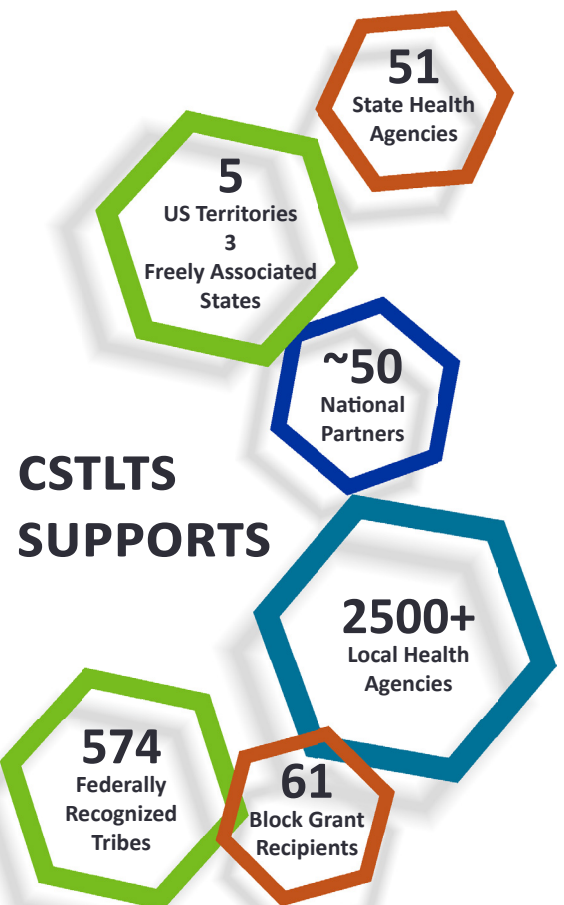 51
State Health
Agencies
5
US Territories
3
Freely Associated
States
~50
National
Partners
CSTLTS
SUPPORTS
2500+
Local Health
Agencies
574
Federally
Recognized
Tribes
61
Block Grant
Recipients